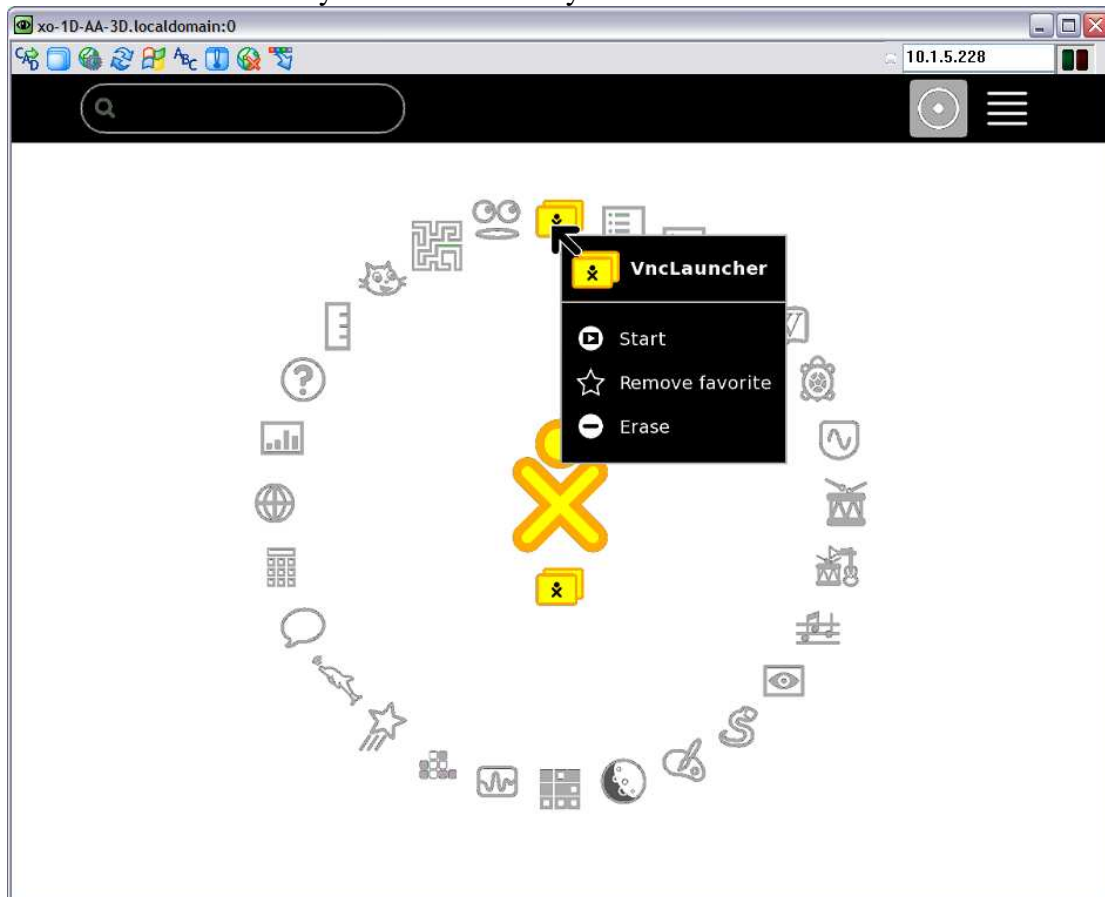 xo-1D-AA-3D.localdomain:0
10.1.5.228
VncLauncher
Start
Remove favorite
Erase